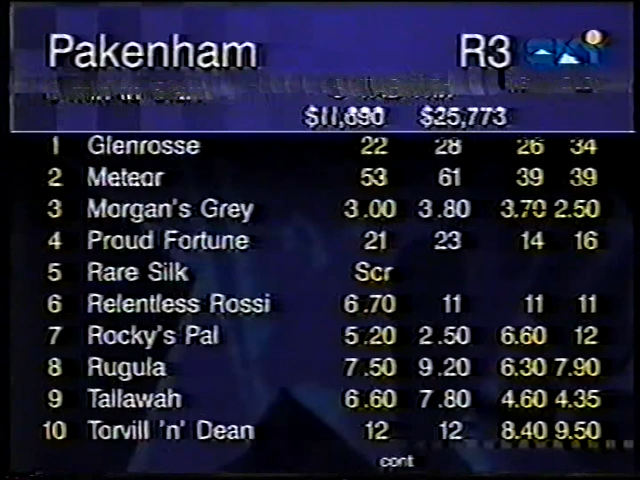 Pakenham R3 SKY
$11,690 $25,773
1 Glenrosse 22 28 26 34
2 Meteor 53 61 39 39
3 Morgan's Grey 3.00 3.80 3.70 2.50
4 Proud Fortune 21 23 14 16
5 Rare Silk Scr
6 Relentless Rossi 6.70 11 11 11
7 Rocky's Pal 5.20 2.50 6.60 12
8 Rugula 7.50 9.20 6.30 7.90
9 Tallawah 6.60 7.80 4.60 4.35
10 Torvill 'n' Dean 12 12 8.40 9.50
cont